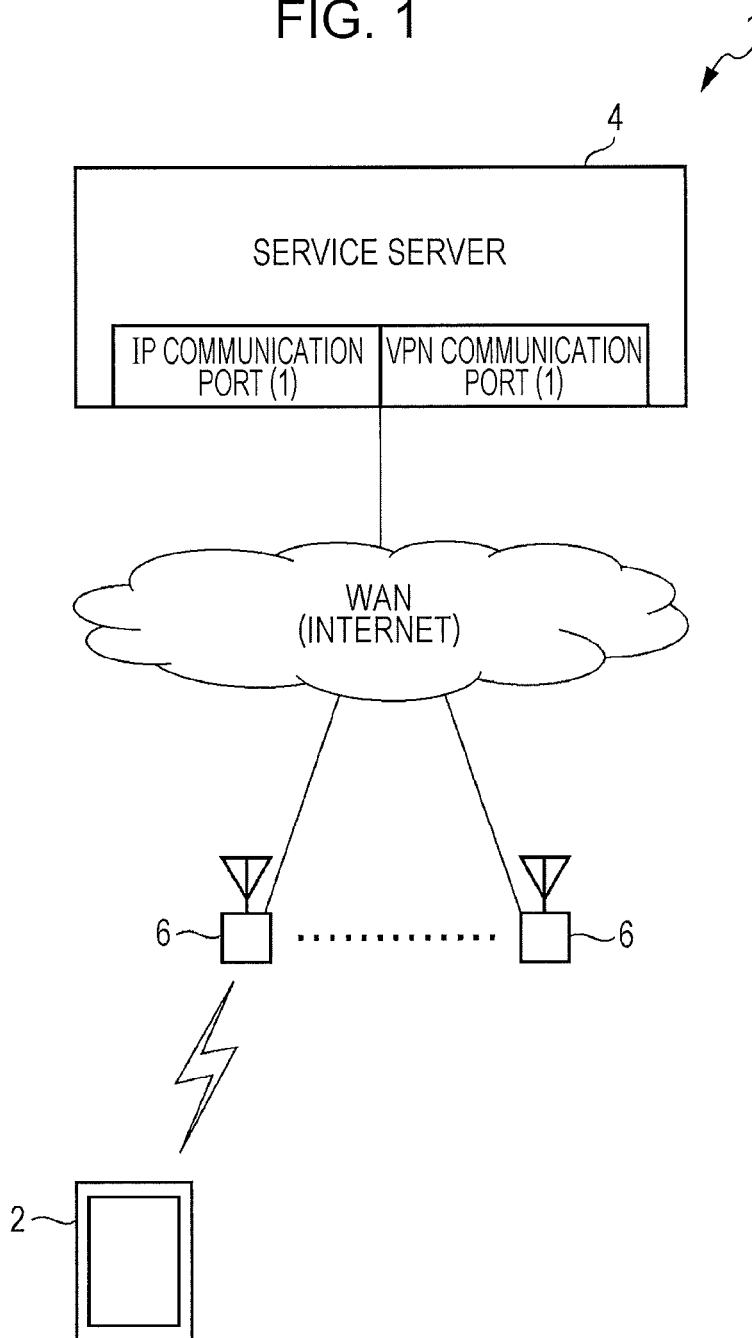 FIG. 1
4
SERVICE SERVER
IP COMMUNICATION
PORT (1)
VPN COMMUNICATION
PORT (1)
WAN
(INTERNET)
6
6
2